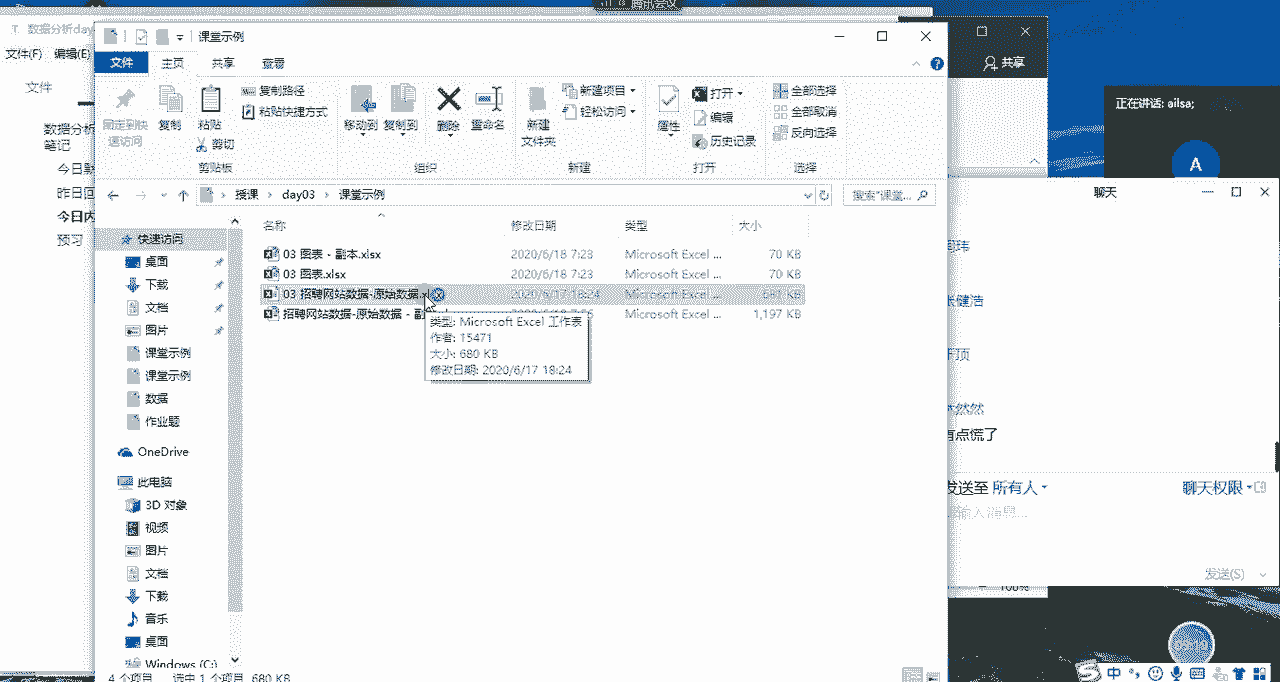 腾讯会议
数据分析day
课堂示例
文件(F) 编辑(E)
文件
数据分析
笔记
今日
昨日
今日内
预习
文件 主页 共享 查看
固定到快速访问
复制
粘贴
复制路径
粘贴快捷方式
剪切
剪贴板
移动到 复制到 删除 重命名
组织
新建
文件夹
新建项目
轻松访问
新建
属性
打开
编辑
历史记录
打开
全部选择
全部取消
反向选择
选择
共享
正在讲话: ailsa;
A
授课 › day03 › 课堂示例
搜索"课堂...
名称 修改日期 类型 大小
03 图表 - 副本.xlsx 2020/6/18 7:23 Microsoft Excel ... 70 KB
03 图表.xlsx 2020/6/18 7:23 Microsoft Excel ... 70 KB
03 招聘网站数据-原始数据.x 2020/6/17 18:24 Microsoft Excel ... 681 KB
招聘网站数据-原始数据 - 副 Microsoft Excel ... 1,197 KB
类型: Microsoft Excel 工作表
作者: 15471
大小: 680 KB
修改日期: 2020/6/17 18:24
快速访问
桌面
下载
文档
图片
课堂示例
课堂示例
数据
作业题
OneDrive
此电脑
3D 对象
视频
图片
文档
下载
音乐
桌面
Windows (C:)
4 个项目 选中 1 个项目 680 KB
聊天
健浩
然然
有点慌了
发送至 所有人
聊天权限
输入消息...
发送(S)
100%
中